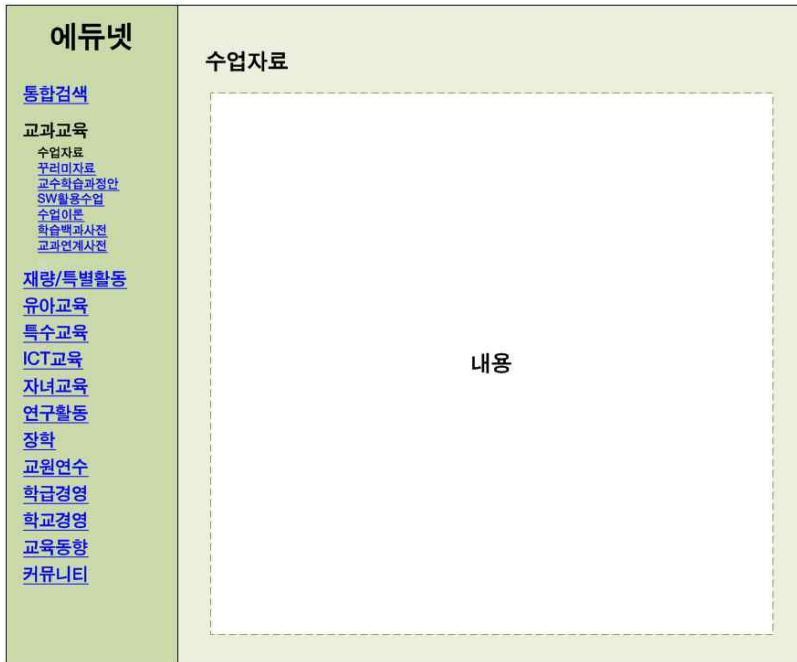 에듀넷
통합검색
교과교육
수업자료
꾸러미자료
교수학습과정안
SW활용수업
수업이론
학습백과사전
교과연계사전
재량/특별활동
유아교육
특수교육
ICT교육
자녀교육
연구활동
장학
교원연수
학급경영
학교경영
교육동향
커뮤니티
수업자료
내용